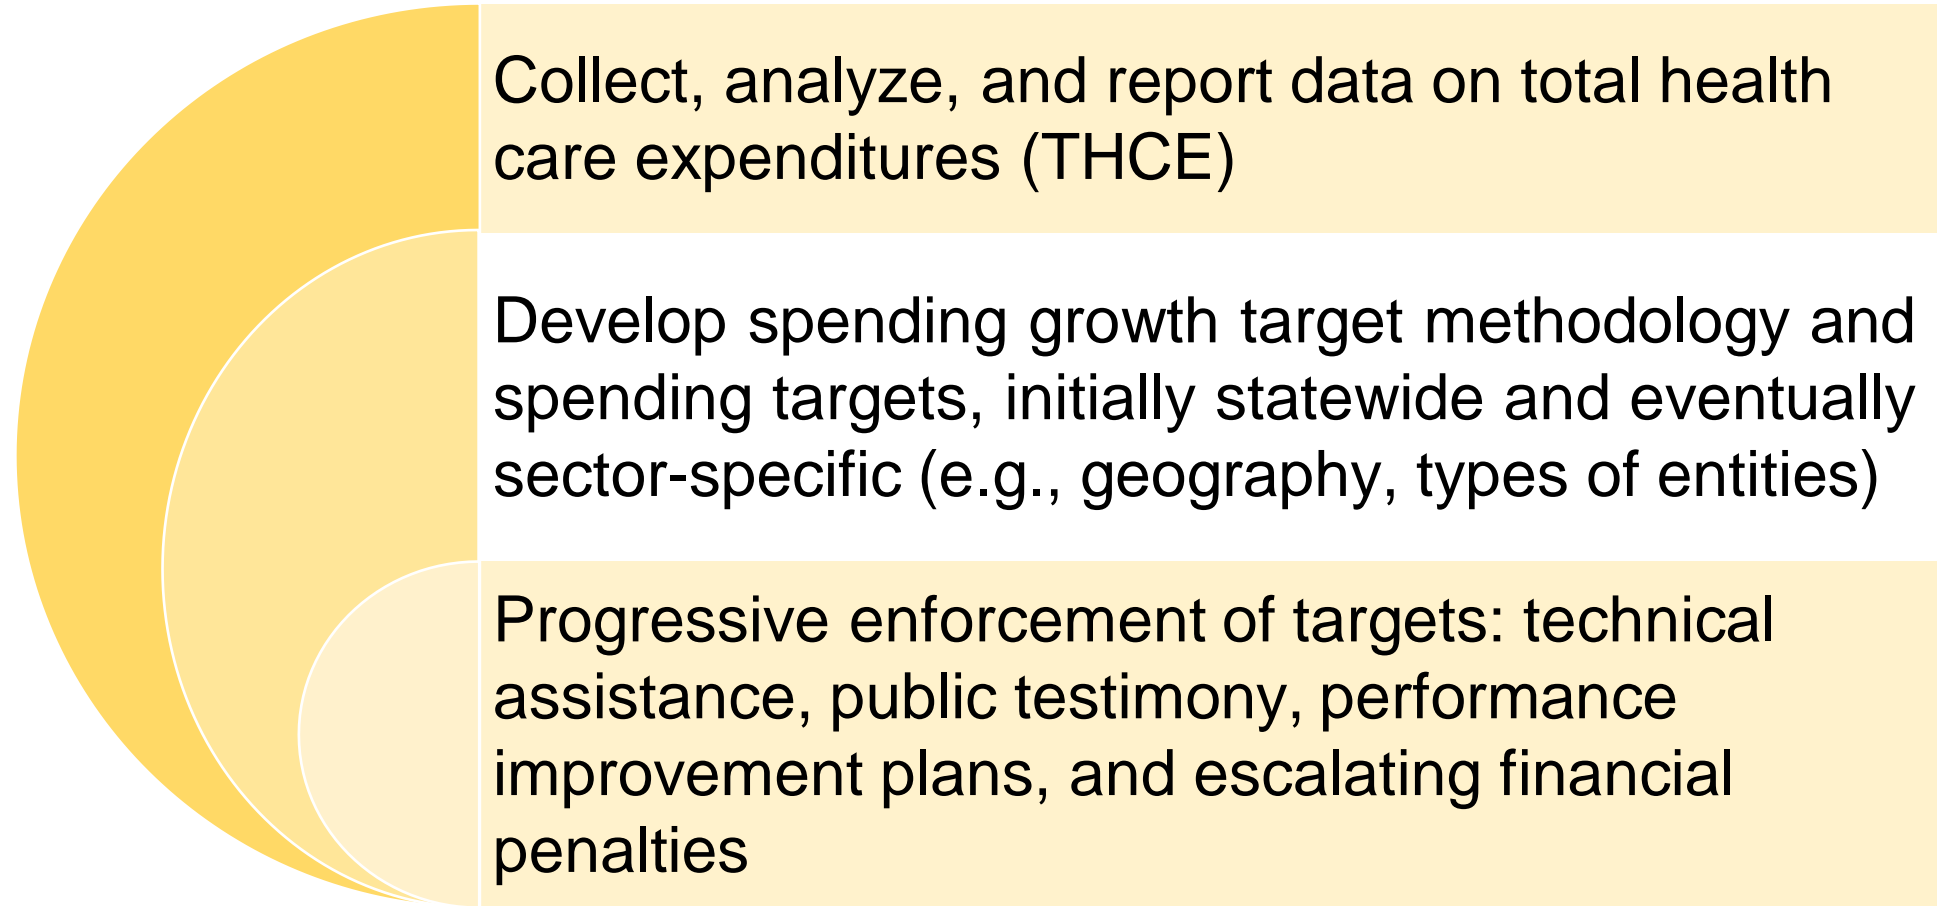 Collect, analyze, and report data on total health
care expenditures (THCE)
Develop spending growth target methodology and
spending targets, initially statewide and eventually
sector-specific (e.g., geography, types of entities)
Progressive enforcement of targets: technical
assistance, public testimony, performance
improvement plans, and escalating financial
penalties